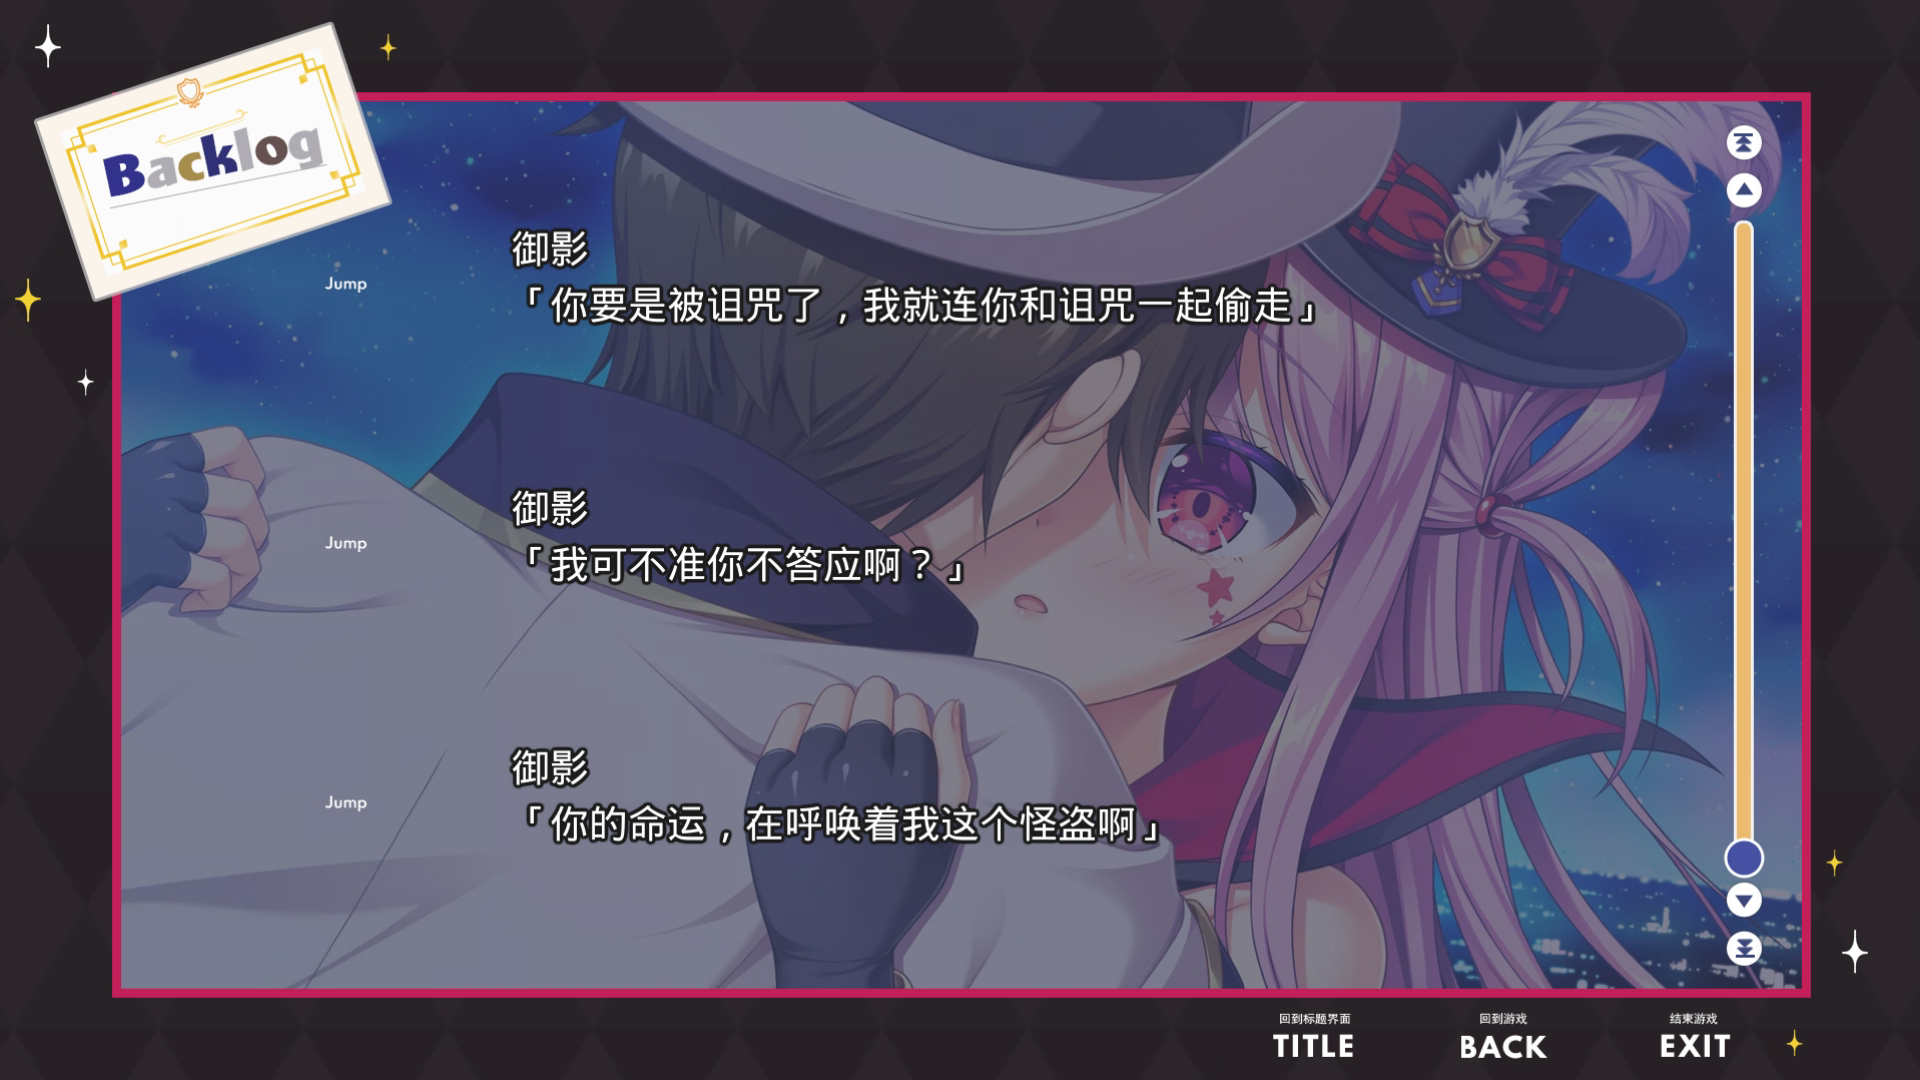 Backlog
御影
Jump
「你要是被诅咒了，我就连你和诅咒一起偷走」
御影
Jump
「我可不准你不答应啊？」
御影
Jump
「你的命运，在呼唤着我这个怪盗啊」
回到标题界面
TITLE
回到游戏
BACK
结束游戏
EXIT